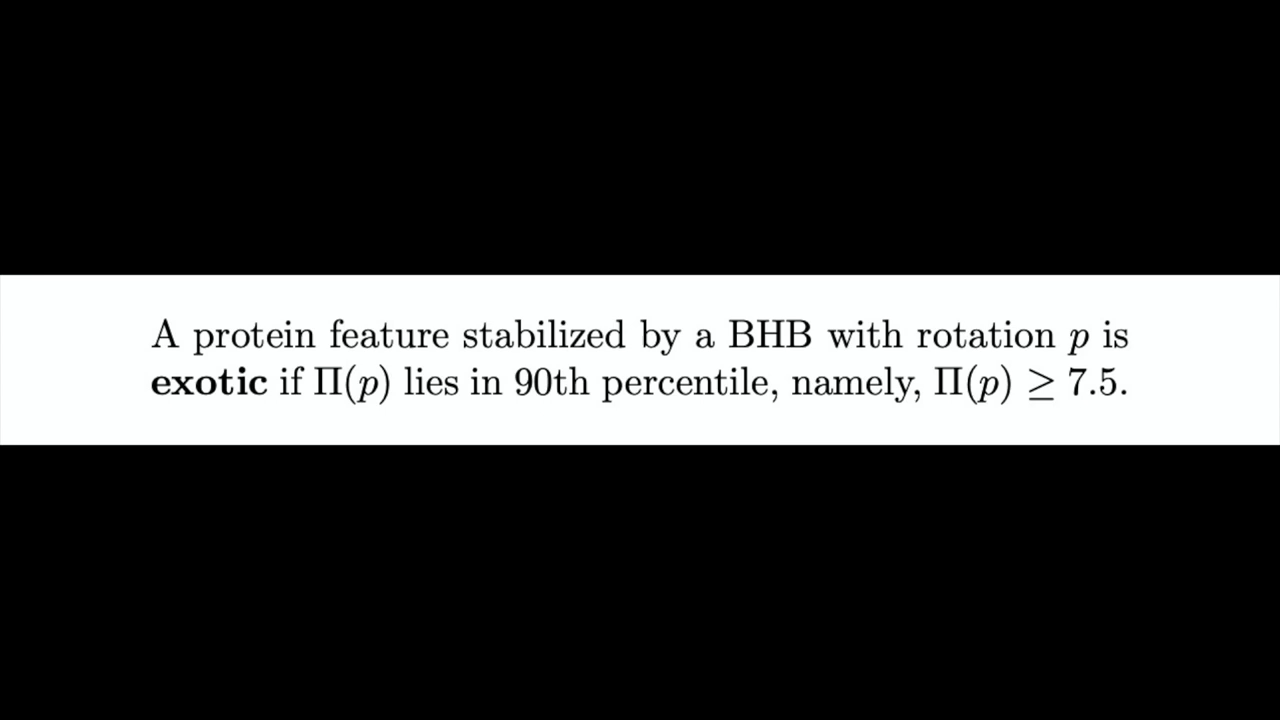 A protein feature stabilized by a BHB with rotation p is
exotic if Π(p) lies in 90th percentile, namely, Π(p) ≥ 7.5.